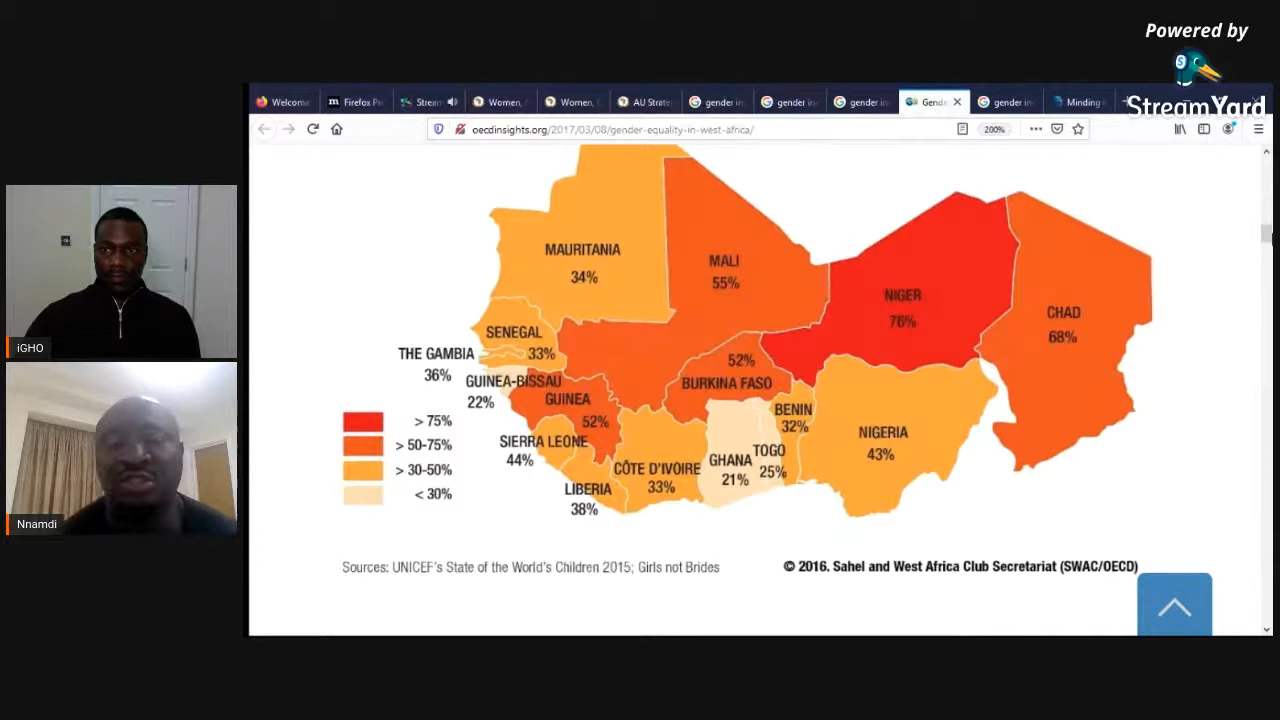 Powered by
StreamYard
Welcome
Firefox Pr
Stream
Women,
Women,
AU Strate
gender in
gender in
gender in
Gende
gender in
Minding
oecdinsights.org/2017/03/08/gender-equality-in-west-africa/
200%
MAURITANIA
34%
MALI
55%
NIGER
76%
CHAD
68%
SENEGAL
33%
THE GAMBIA
36%
GUINEA-BISSAU
22%
GUINEA
52%
52%
BURKINA FASO
BENIN
32%
NIGERIA
43%
SIERRA LEONE
44%
CÔTE D'IVOIRE
33%
GHANA
21%
TOGO
25%
LIBERIA
38%
> 75%
> 50-75%
> 30-50%
< 30%
Sources: UNICEF's State of the World's Children 2015; Girls not Brides
© 2016. Sahel and West Africa Club Secretariat (SWAC/OECD)
iGHO
Nnamdi